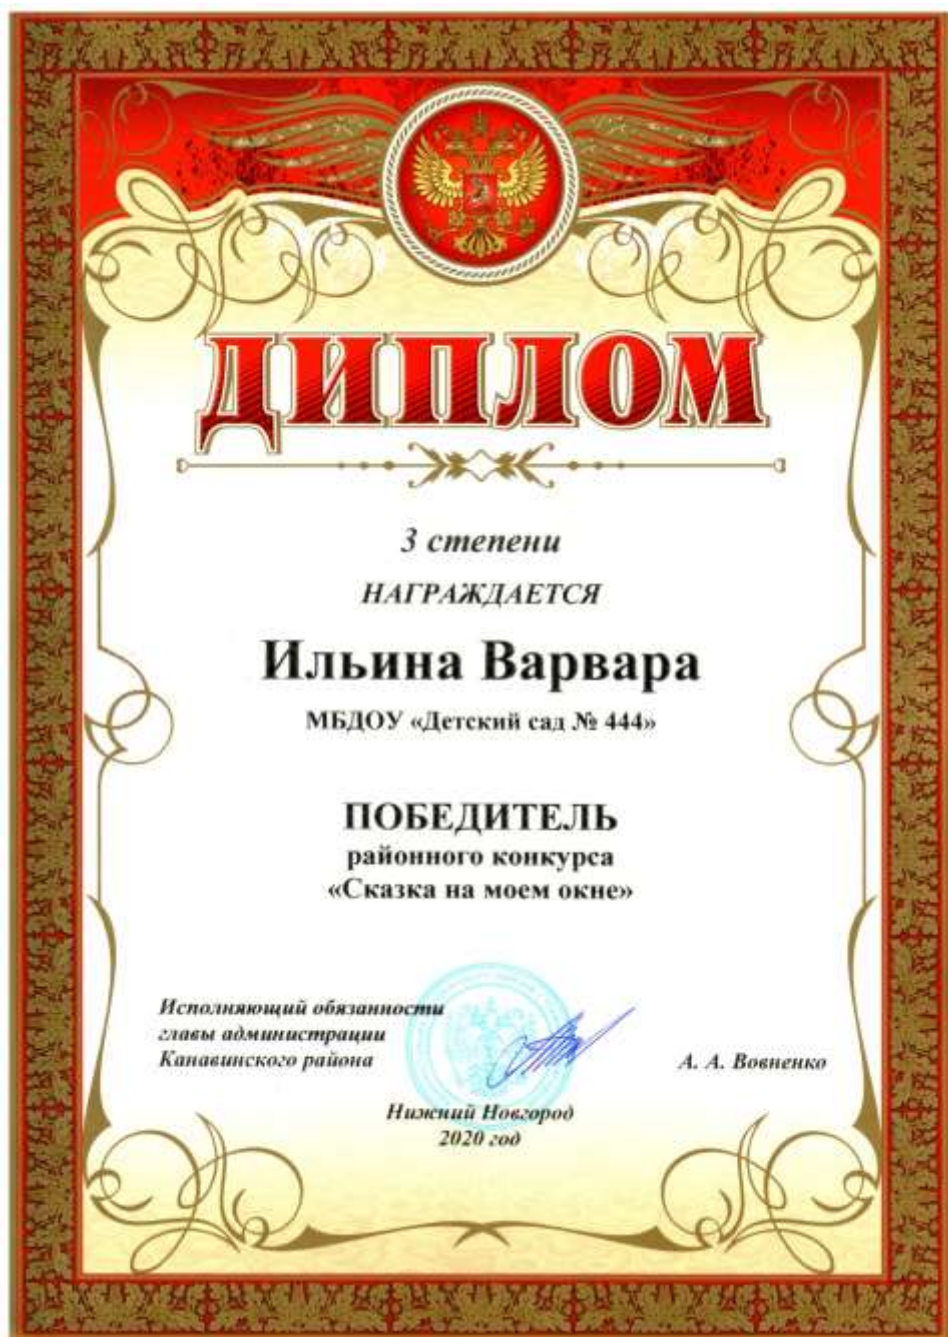 ДИПЛОМ
3 степени
НАГРАЖДАЕТСЯ
Ильина Варвара
МБДОУ «Детский сад № 444»
ПОБЕДИТЕЛЬ
районного конкурса
«Сказка на моем окне»
Исполняющий обязанности
главы администрации
Канавинского района
А. А. Вовненко
Нижний Новгород
2020 год